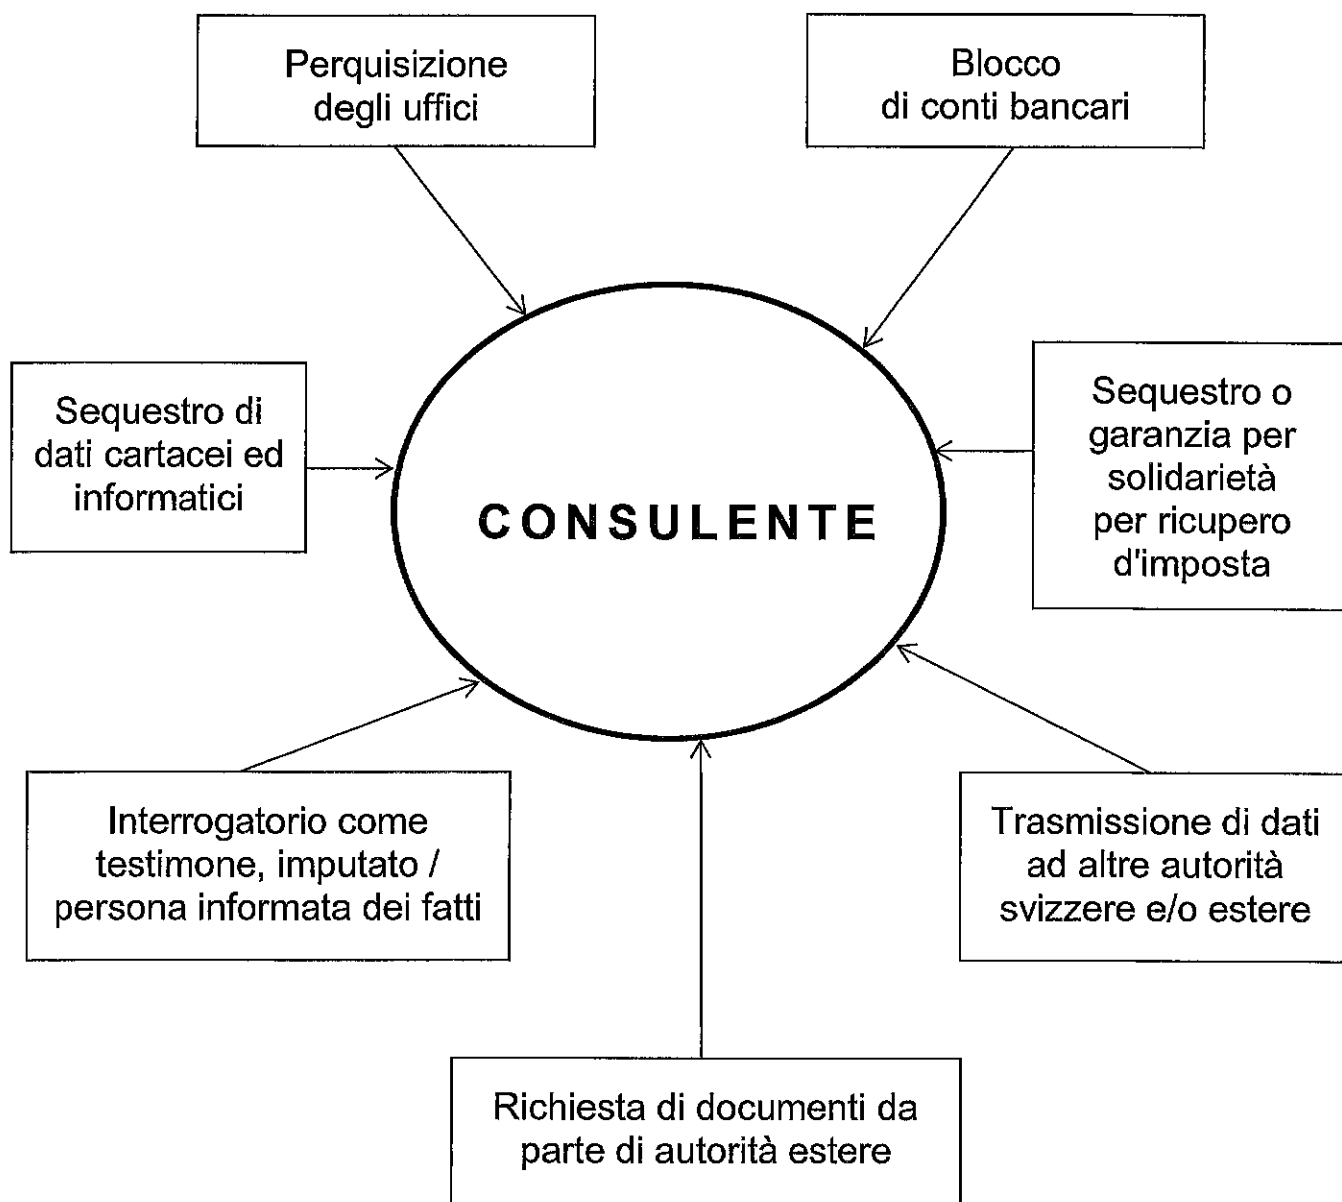 Perquisizione
degli uffici
Blocco
di conti bancari
Sequestro di
dati cartacei ed
informatici
CONSULENTE
Sequestro o
garanzia per
solidarietà
per ricupero
d'imposta
Interrogatorio come
testimone, imputato /
persona informata dei fatti
Trasmissione di dati
ad altre autorità
svizzere e/o estere
Richiesta di documenti da
parte di autorità estere